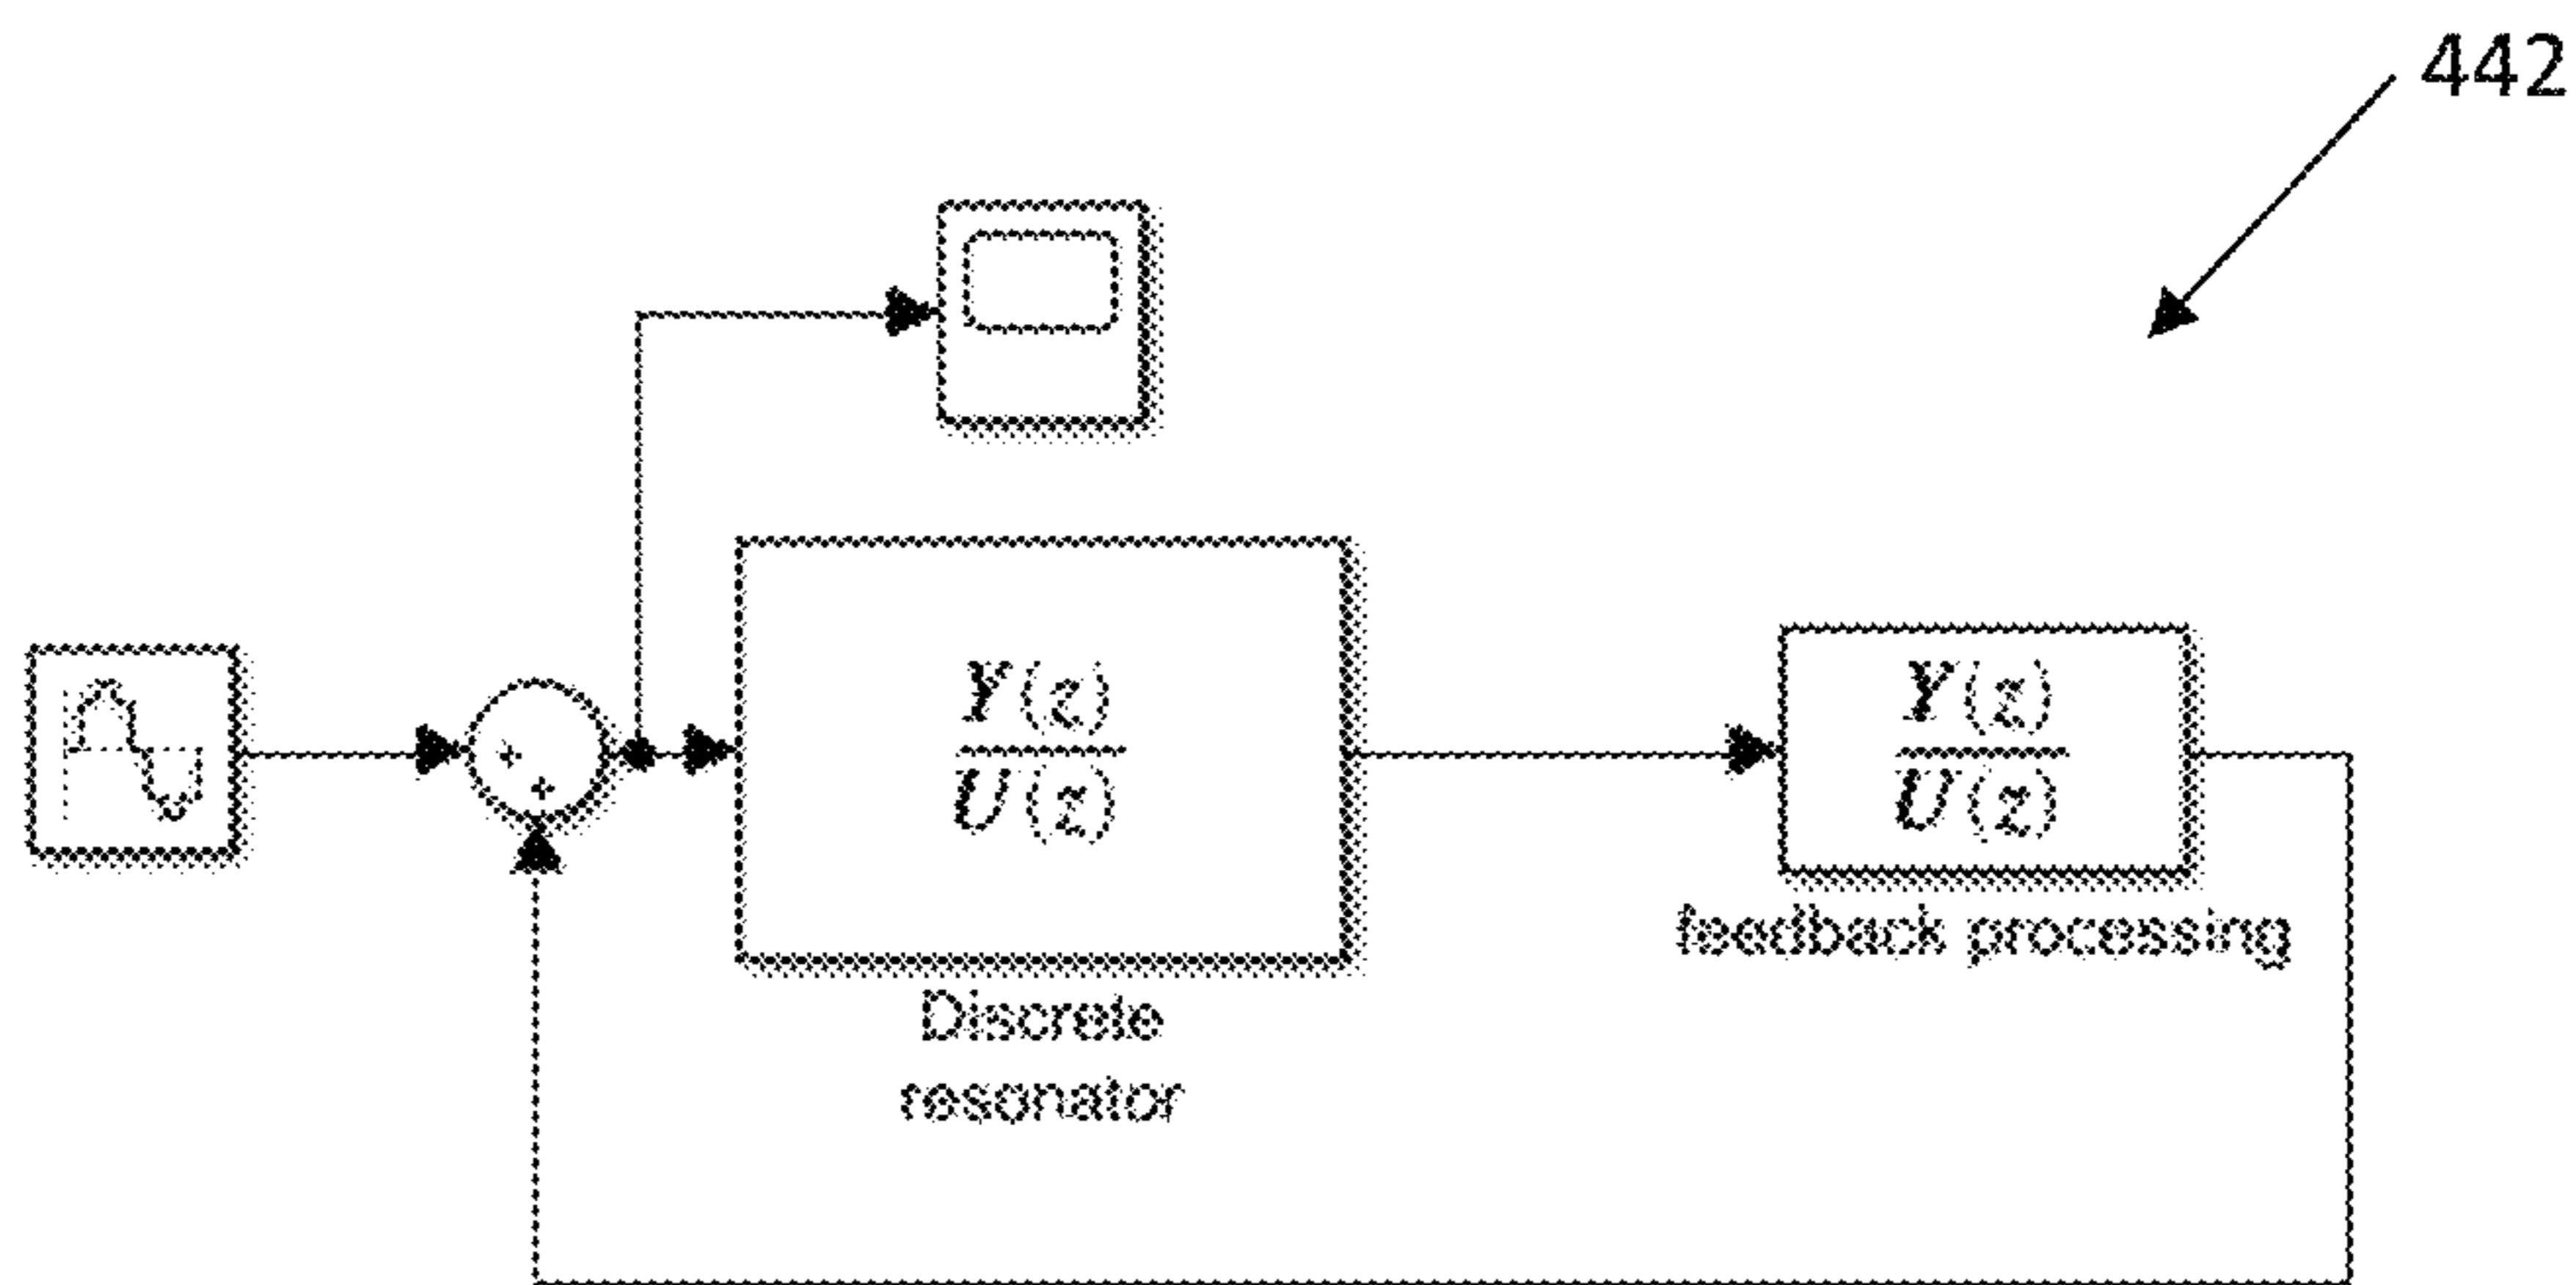 442
+
+
Y(z)
U(z)
Discrete
resonator
Y(z)
U(z)
feedback processing